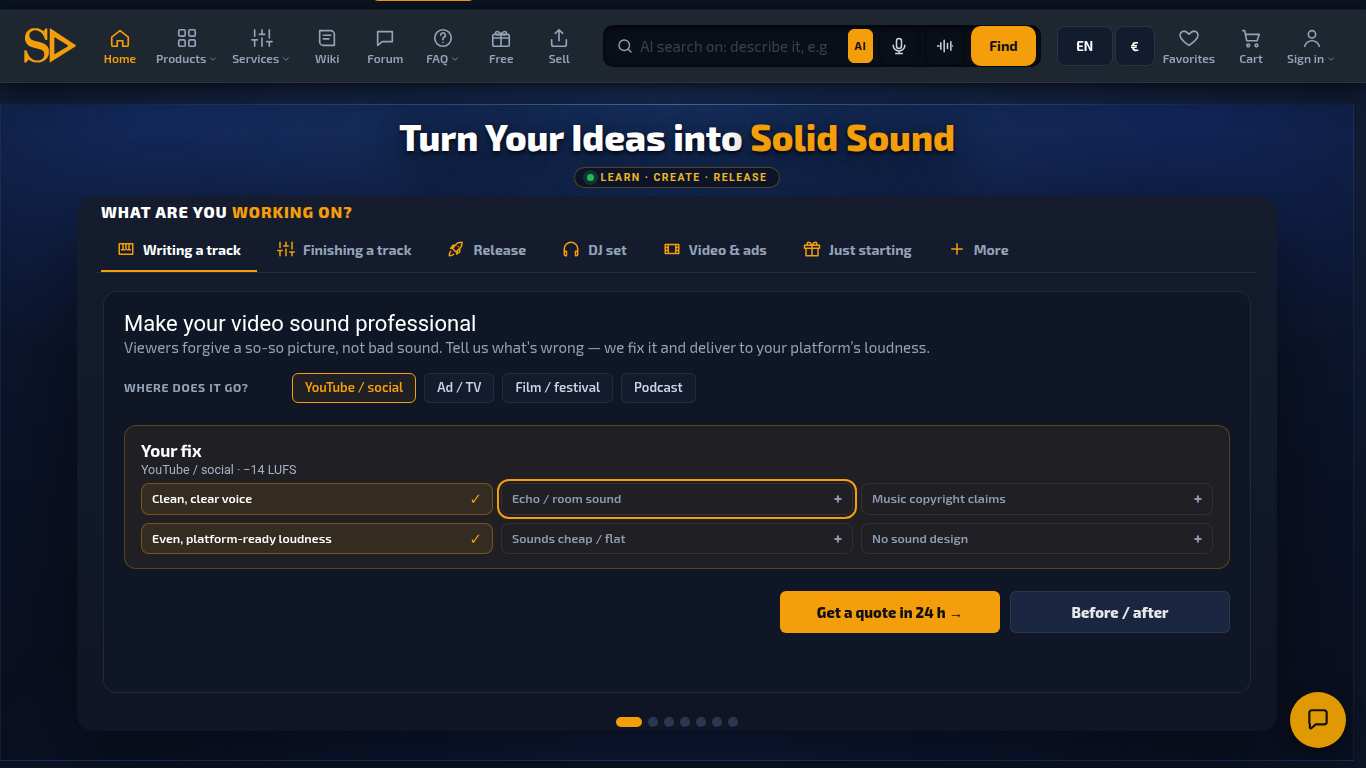 Home
Products
Services
Wiki
Forum
FAQ
Free
Sell
AI search on: describe it, e.g
AI
Find
EN
€
Favorites
Cart
Sign in
Turn Your Ideas into Solid Sound
LEARN · CREATE · RELEASE
WHAT ARE YOU WORKING ON?
Writing a track
Finishing a track
Release
DJ set
Video & ads
Just starting
More
Make your video sound professional
Viewers forgive a so-so picture, not bad sound. Tell us what's wrong — we fix it and deliver to your platform's loudness.
WHERE DOES IT GO?
YouTube / social
Ad / TV
Film / festival
Podcast
Your fix
YouTube / social · −14 LUFS
Clean, clear voice ✓
Echo / room sound +
Music copyright claims +
Even, platform-ready loudness ✓
Sounds cheap / flat +
No sound design +
Get a quote in 24 h →
Before / after